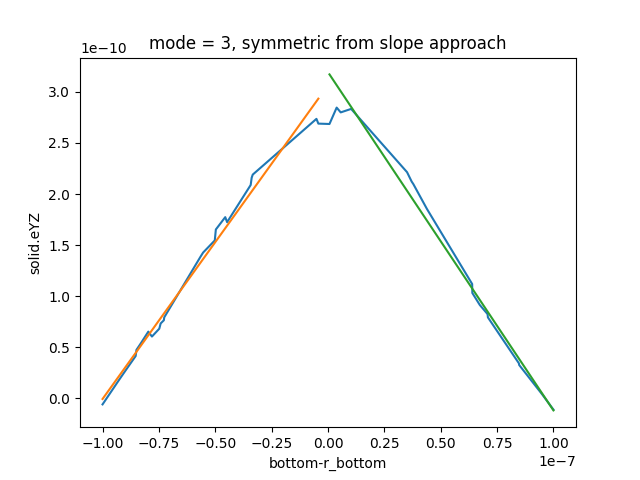 mode = 3, symmetric from slope approach
1e−10
3.0
2.5
2.0
1.5
1.0
0.5
0.0
solid.eYZ
−1.00 −0.75 −0.50 −0.25 0.00 0.25 0.50 0.75 1.00
bottom-r_bottom
1e−7